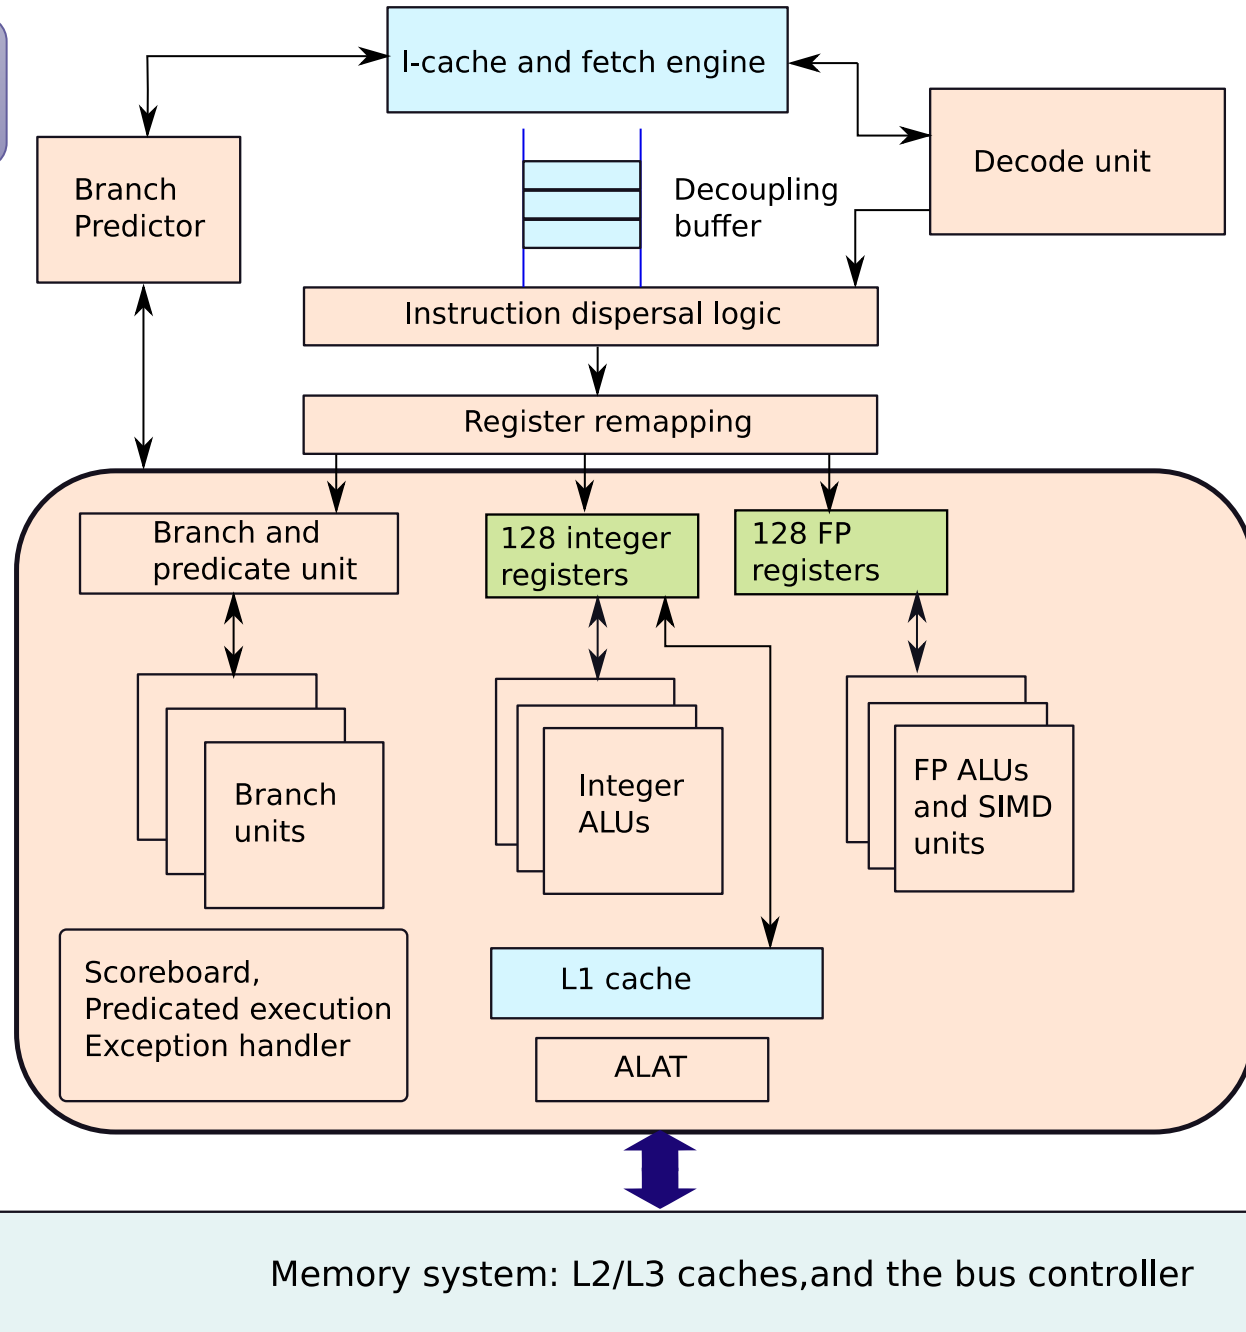 I-cache and fetch engine
Branch
Predictor
Decoupling
buffer
Decode unit
Instruction dispersal logic
Register remapping
Branch and
predicate unit
128 integer
registers
128 FP
registers
Branch
units
Integer
ALUs
FP ALUs
and SIMD
units
Scoreboard,
Predicated execution
Exception handler
L1 cache
ALAT
Memory system: L2/L3 caches,and the bus controller